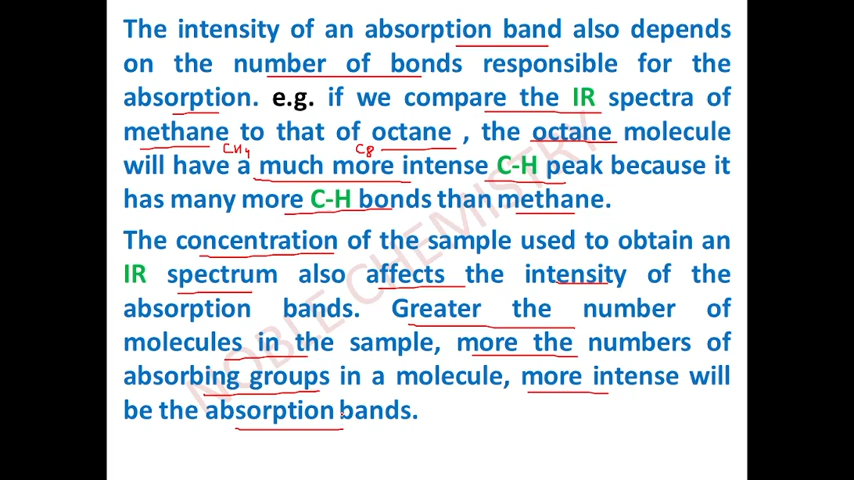 The intensity of an absorption band also depends
on the number of bonds responsible for the
absorption. e.g. if we compare the IR spectra of
methane to that of octane , the octane molecule
CH4 C8
will have a much more intense C-H peak because it
has many more C-H bonds than methane.
The concentration of the sample used to obtain an
IR spectrum also affects the intensity of the
absorption bands. Greater the number of
molecules in the sample, more the numbers of
absorbing groups in a molecule, more intense will
be the absorption bands.
NOBLE CHEMISTRY